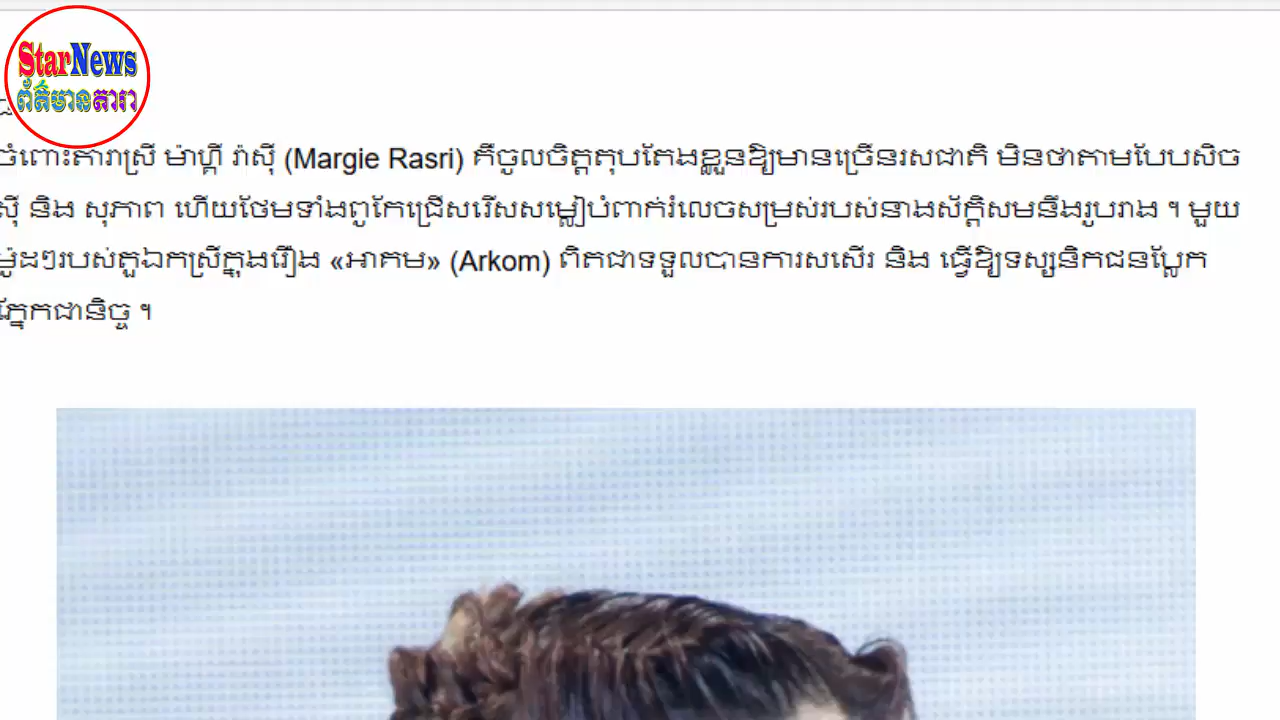 StarNews
ព័ត៌មានតារា
ចំពោះតារាស្រី ម៉ាហ្គី រ៉ាស៊ី (Margie Rasri) គឺចូលចិត្តតុបតែងខ្លួនឱ្យមានច្រើនរសជាតិ មិនថាតាមបែបសិច
ស៊ី និង សុភាព ហើយថែមទាំងពូកែជ្រើសរើសសម្លៀបំពាក់រំលេចសម្រស់របស់នាងស័ក្តិសមនឹងរូបរាង ។ មួយ
ម៉ូដៗរបស់តួឯកស្រីក្នុងរឿង «អាគម» (Arkom) ពិតជាទទួលបានការសសើរ និង ធ្វើឱ្យទស្សនិកជនប្លែក
ភ្នែកជានិច្ច ។